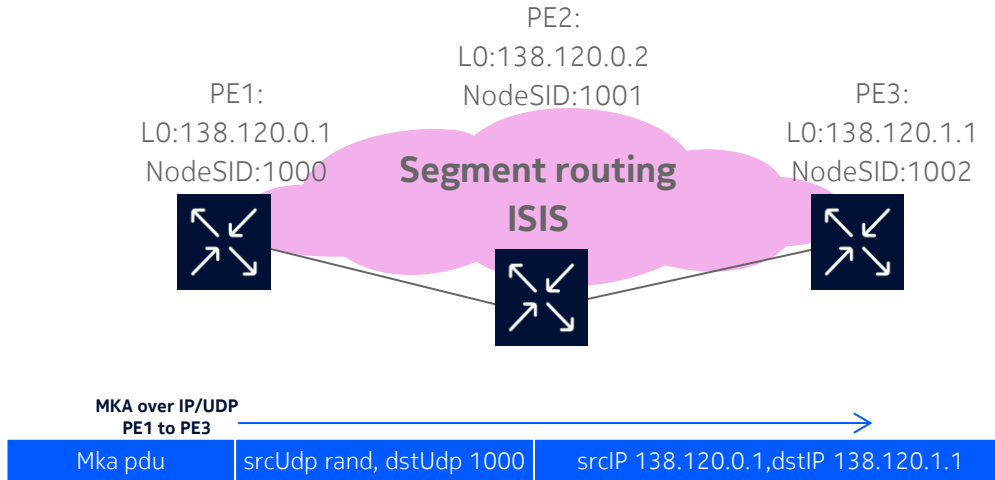 PE2:
L0:138.120.0.2
NodeSID:1001
PE1:
L0:138.120.0.1
NodeSID:1000
PE3:
L0:138.120.1.1
NodeSID:1002
Segment routing
ISIS
MKA over IP/UDP
PE1 to PE3
Mka pdu
srcUdp rand, dstUdp 1000
srcIP 138.120.0.1,dstIP 138.120.1.1